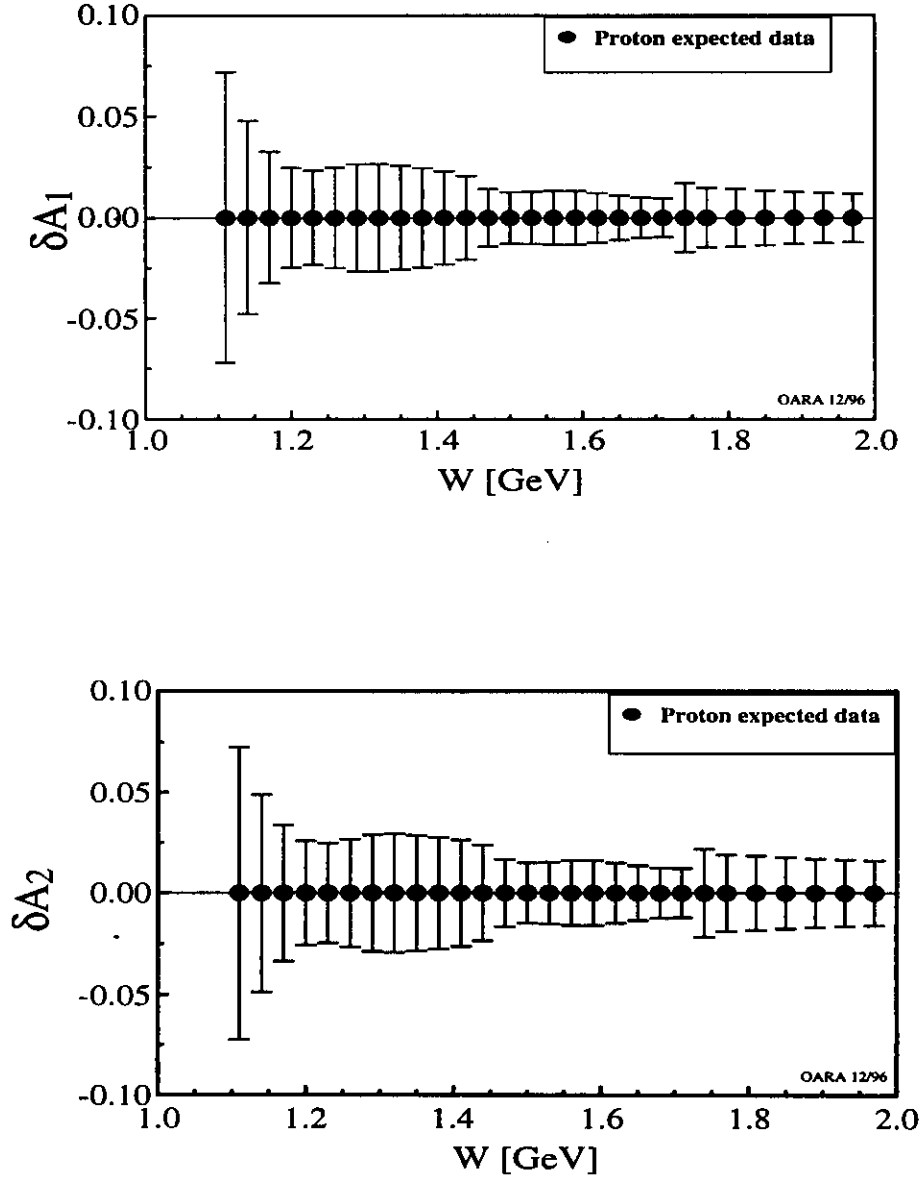 0.10
Proton expected data
0.05
δA1
0.00
-0.05
OARA 12/96
-0.10
1.0 1.2 1.4 1.6 1.8 2.0
W [GeV]
0.10
Proton expected data
0.05
δA2
0.00
-0.05
OARA 12/96
-0.10
1.0 1.2 1.4 1.6 1.8 2.0
W [GeV]